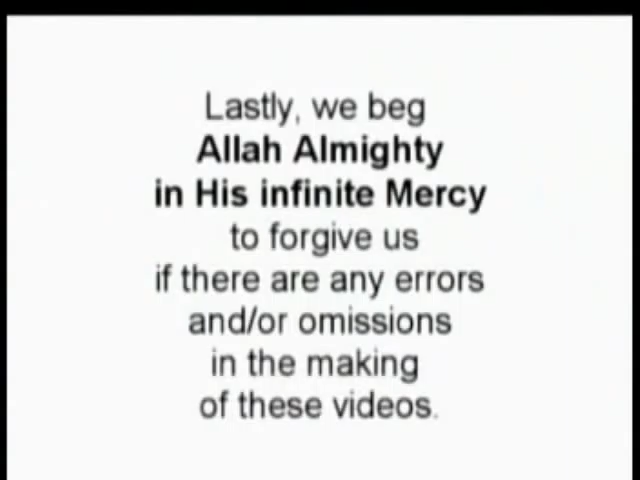 Lastly, we beg
Allah Almighty
in His infinite Mercy
to forgive us
if there are any errors
and/or omissions
in the making
of these videos.